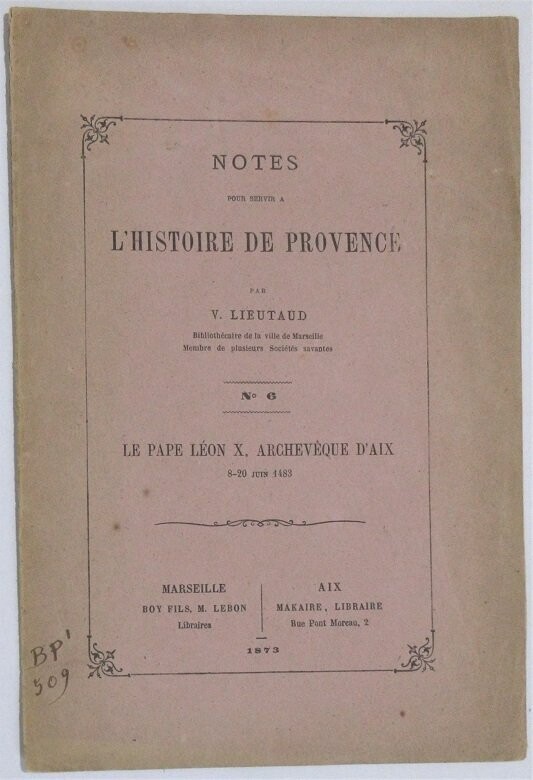 NOTES
POUR SERVIR A
L'HISTOIRE DE PROVENCE
PAR
V. LIEUTAUD
Bibliothécaire de la ville de Marseille
Membre de plusieurs Sociétés savantes
No 6
LE PAPE LÉON X, ARCHEVÊQUE D'AIX
8-20 JUIN 1483
MARSEILLE
BOY FILS, M. LEBON
Libraires
AIX
MAKAIRE, LIBRAIRE
Rue Pont Moreau, 2
1873
BP'
509